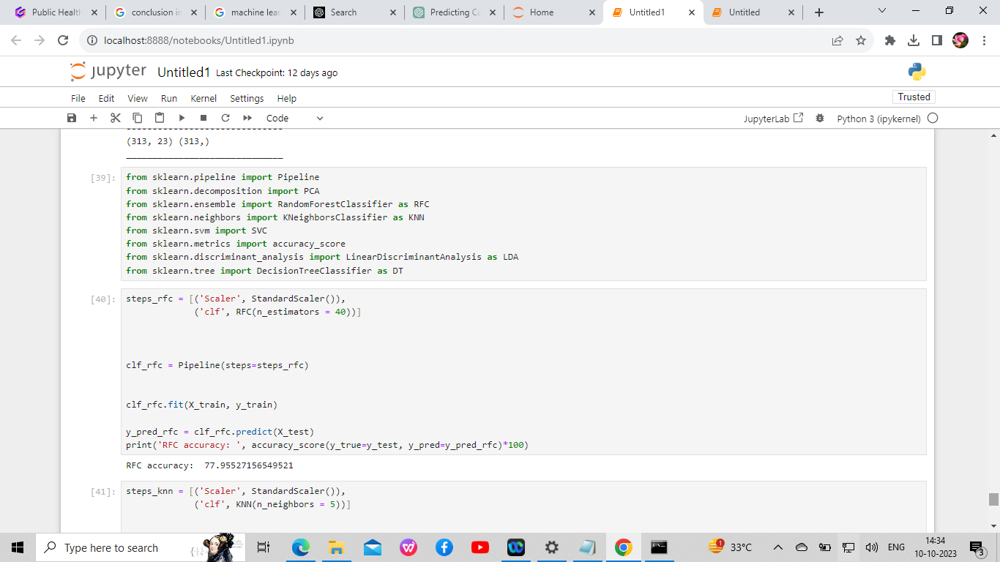 Public Health
conclusion in
machine lear
Search
Predicting Ca
Home
Untitled1
Untitled
localhost:8888/notebooks/Untitled1.ipynb
jupyter Untitled1 Last Checkpoint: 12 days ago
File Edit View Run Kernel Settings Help
Trusted
Code
JupyterLab
Python 3 (ipykernel)
(313, 23) (313,)
[39]:
from sklearn.pipeline import Pipeline
from sklearn.decomposition import PCA
from sklearn.ensemble import RandomForestClassifier as RFC
from sklearn.neighbors import KNeighborsClassifier as KNN
from sklearn.svm import SVC
from sklearn.metrics import accuracy_score
from sklearn.discriminant_analysis import LinearDiscriminantAnalysis as LDA
from sklearn.tree import DecisionTreeClassifier as DT
[40]:
steps_rfc = [('Scaler', StandardScaler()),
('clf', RFC(n_estimators = 40))]
clf_rfc = Pipeline(steps=steps_rfc)
clf_rfc.fit(X_train, y_train)
y_pred_rfc = clf_rfc.predict(X_test)
print('RFC accuracy: ', accuracy_score(y_true=y_test, y_pred=y_pred_rfc)*100)
RFC accuracy:  77.95527156549521
[41]:
steps_knn = [('Scaler', StandardScaler()),
('clf', KNN(n_neighbors = 5))]
Type here to search
1
33°C
ENG
14:34
10-10-2023
3